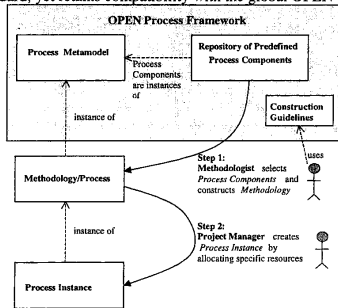 OPEN Process Framework
Process Metamodel
Repository of Predefined
Process Components
Process
Components
are instances
of
instance of
Construction
Guidelines
uses
Step 1:
Methodologist selects
Process Components and
constructs Methodology
Methodology/Process
instance of
Step 2:
Project Manager creates
Process Instance by
allocating specific resources
Process Instance